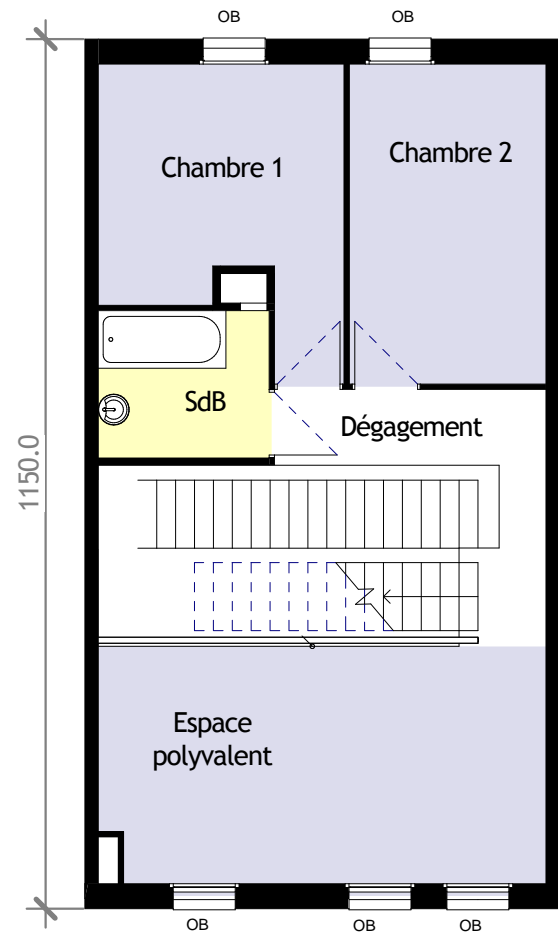 OB
OB
Chambre 1
Chambre 2
SdB
Dégagement
1150.0
Espace
polyvalent
OB
OB
OB